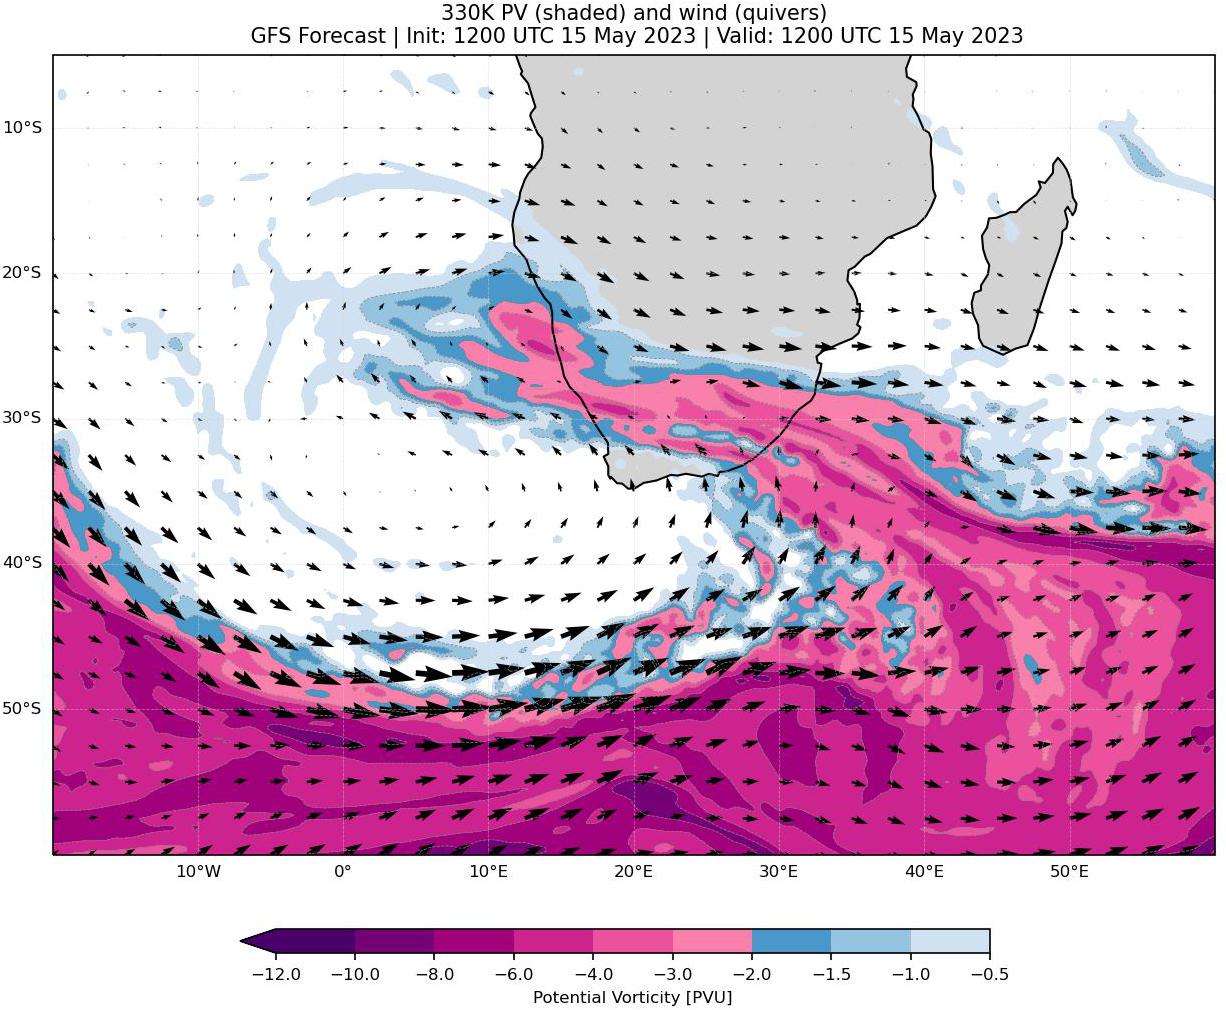 330K PV (shaded) and wind (quivers)
GFS Forecast | Init: 1200 UTC 15 May 2023 | Valid: 1200 UTC 15 May 2023
10°S
20°S
30°S
40°S
50°S
10°W 0° 10°E 20°E 30°E 40°E 50°E
−12.0 −10.0 −8.0 −6.0 −4.0 −3.0 −2.0 −1.5 −1.0 −0.5
Potential Vorticity [PVU]